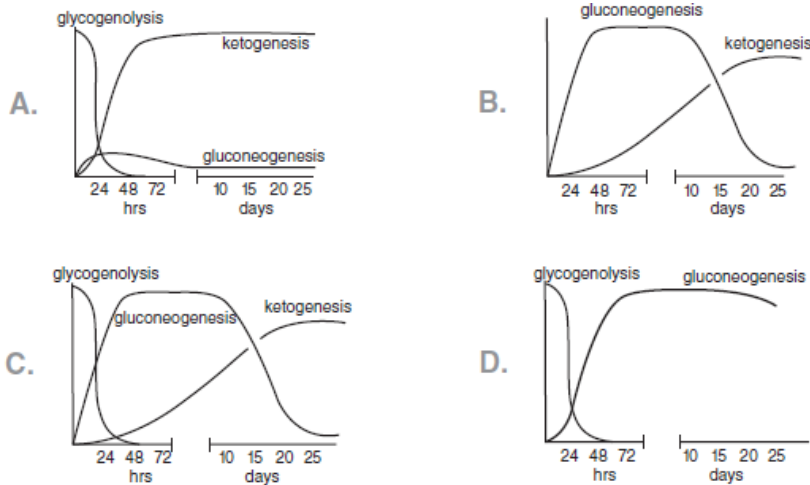 glycogenolysis
ketogenesis
A.
gluconeogenesis
24 48 72
10 15 20 25
hrs
days
gluconeogenesis
ketogenesis
B.
24 48 72
10 15 20 25
hrs
days
glycogenolysis
ketogenesis
gluconeogenesis
C.
24 48 72
10 15 20 25
hrs
days
glycogenolysis
gluconeogenesis
D.
24 48 72
10 15 20 25
hrs
days